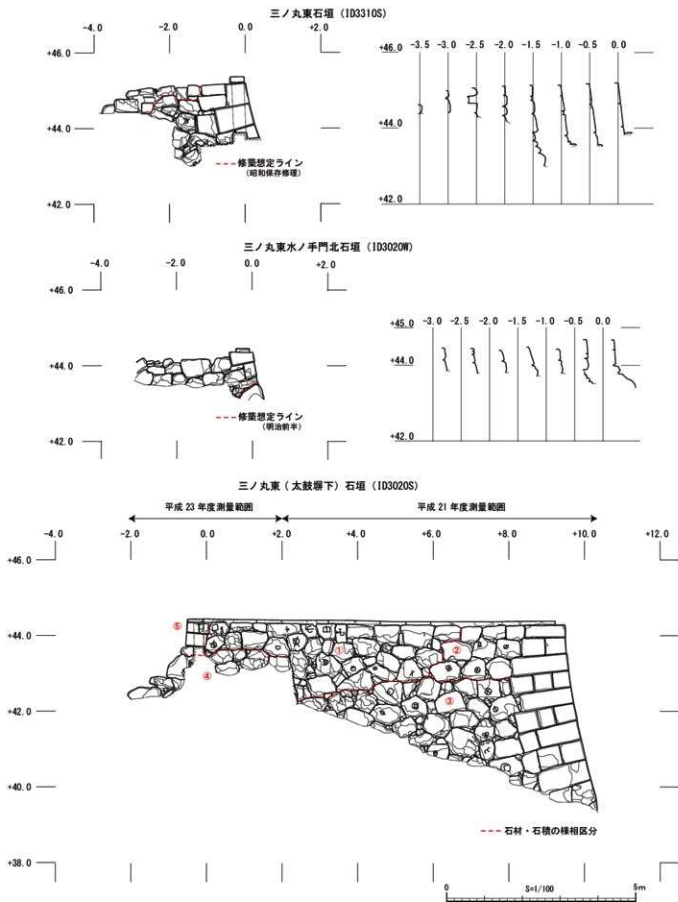 三ノ丸東石垣（ID3310S）
-4.0 -2.0 0.0 +2.0
+46.0
+44.0
+42.0
修築想定ライン
（昭和保存修理）
-3.5 -3.0 -2.5 -2.0 -1.5 -1.0 -0.5 0.0
+46.0
+44.0
+42.0
三ノ丸東水ノ手門北石垣（ID3020W）
-4.0 -2.0 0.0 +2.0
+46.0
+44.0
+42.0
修築想定ライン
（明治前半）
-3.0 -2.5 -2.0 -1.5 -1.0 -0.5 0.0
+45.0
+44.0
+42.0
三ノ丸東（太鼓塀下）石垣（ID3020S）
平成23年度測量範囲 平成21年度測量範囲
-4.0 -2.0 0.0 +2.0 +4.0 +6.0 +8.0 +10.0 +12.0
+46.0
+44.0
+42.0
+40.0
+38.0
⑤
①
②
④
③
石材・石積の様相区分
S=1/100
0 5m